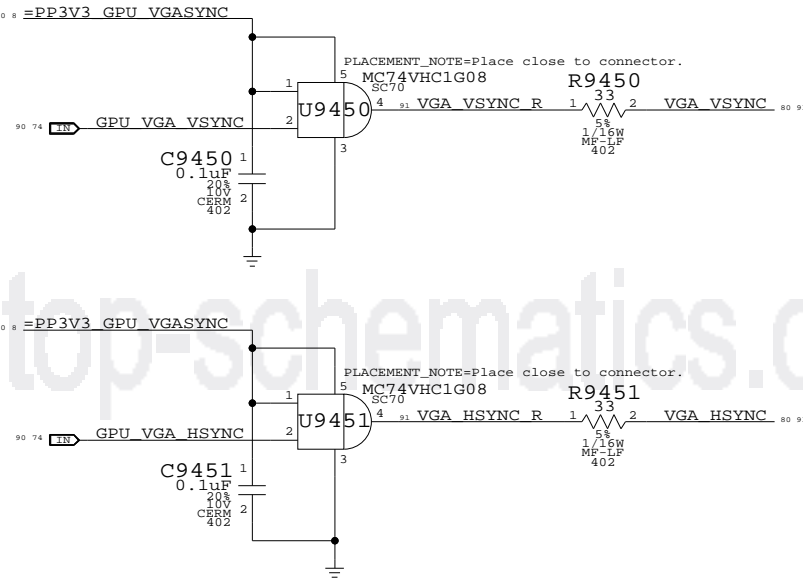 0 8 =PP3V3_GPU_VGASYNC
PLACEMENT_NOTE=Place close to connector.
5 MC74VHC1G08
SC70
R9450
33
1 U9450 4 91 VGA_VSYNC_R 1 2 VGA_VSYNC 80 9
5%
1/16W
MF-LF
402
90 74 IN GPU_VGA_VSYNC 2
3
C9450 1
0.1uF
20%
10V
CERM 2
402
top-schematics.c
0 8 =PP3V3_GPU_VGASYNC
PLACEMENT_NOTE=Place close to connector.
5 MC74VHC1G08
SC70
R9451
33
1 U9451 4 91 VGA_HSYNC_R 1 2 VGA_HSYNC 80 9
5%
1/16W
MF-LF
402
90 74 IN GPU_VGA_HSYNC 2
3
C9451 1
0.1uF
20%
10V
CERM 2
402